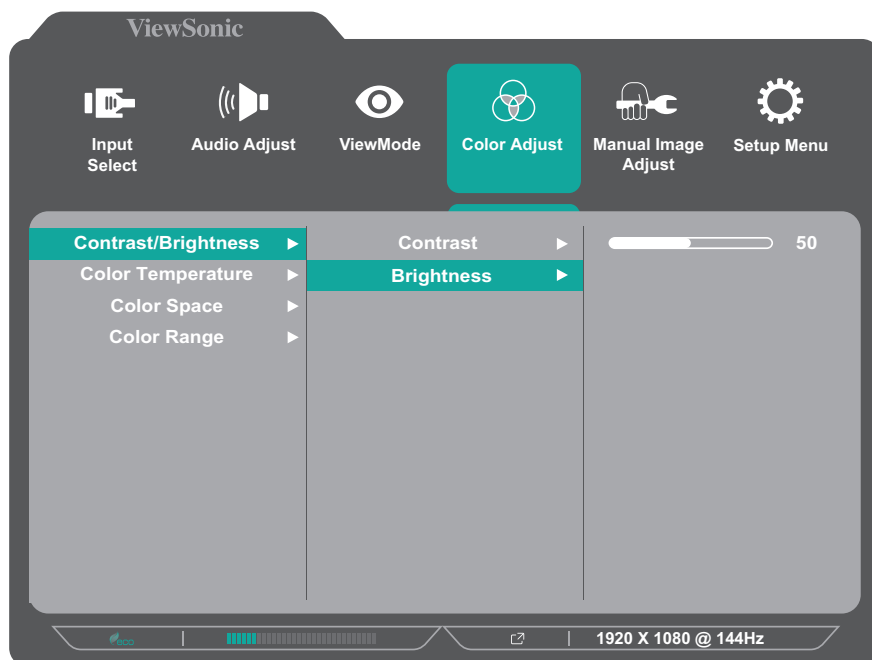 ViewSonic
Input
Select
Audio Adjust
ViewMode
Color Adjust
Manual Image
Adjust
Setup Menu
Contrast/Brightness
Contrast
50
Color Temperature
Brightness
Color Space
Color Range
eco
1920 X 1080 @ 144Hz